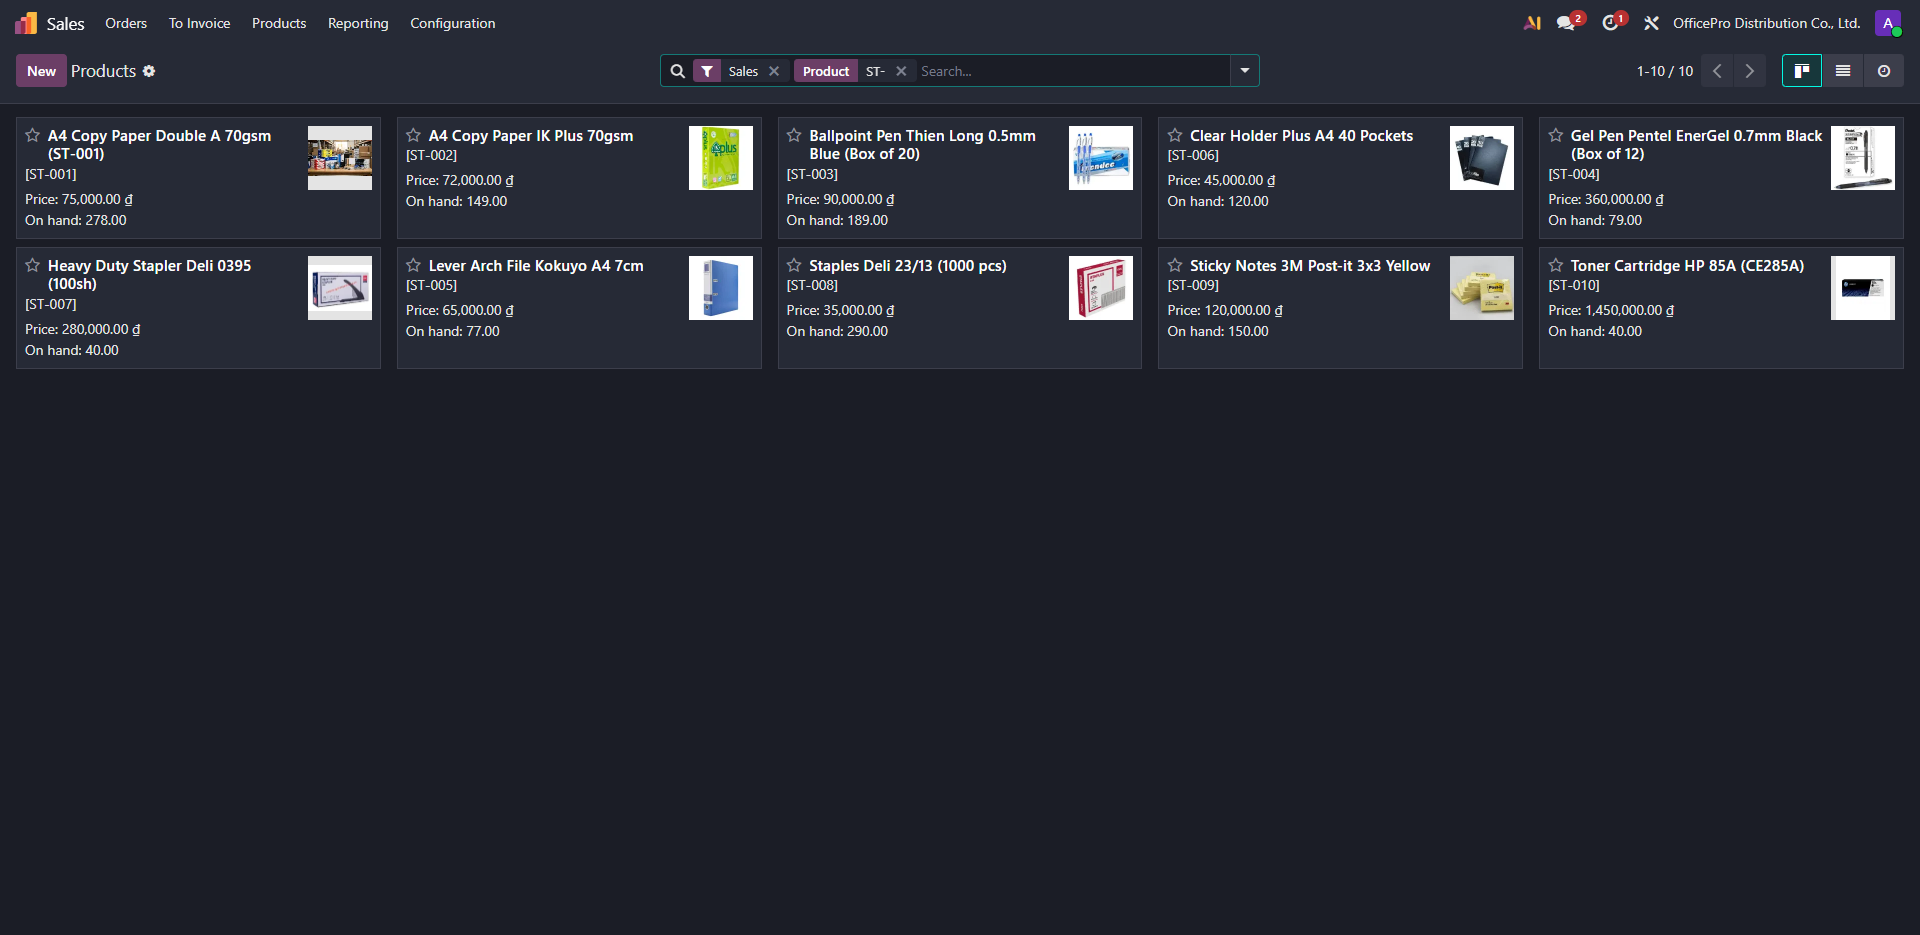 Sales Orders To Invoice Products Reporting Configuration
AI 2 1 OfficePro Distribution Co., Ltd. A
New Products Sales Product ST- Search... 1-10 / 10
A4 Copy Paper Double A 70gsm
(ST-001)
[ST-001]
Price: 75,000.00 ₫
On hand: 278.00
A4 Copy Paper IK Plus 70gsm
[ST-002]
Price: 72,000.00 ₫
On hand: 149.00
Ballpoint Pen Thien Long 0.5mm
Blue (Box of 20)
[ST-003]
Price: 90,000.00 ₫
On hand: 189.00
Clear Holder Plus A4 40 Pockets
[ST-006]
Price: 45,000.00 ₫
On hand: 120.00
Gel Pen Pentel EnerGel 0.7mm Black
(Box of 12)
[ST-004]
Price: 360,000.00 ₫
On hand: 79.00
Heavy Duty Stapler Deli 0395
(100sh)
[ST-007]
Price: 280,000.00 ₫
On hand: 40.00
Lever Arch File Kokuyo A4 7cm
[ST-005]
Price: 65,000.00 ₫
On hand: 77.00
Staples Deli 23/13 (1000 pcs)
[ST-008]
Price: 35,000.00 ₫
On hand: 290.00
Sticky Notes 3M Post-it 3x3 Yellow
[ST-009]
Price: 120,000.00 ₫
On hand: 150.00
Toner Cartridge HP 85A (CE285A)
[ST-010]
Price: 1,450,000.00 ₫
On hand: 40.00